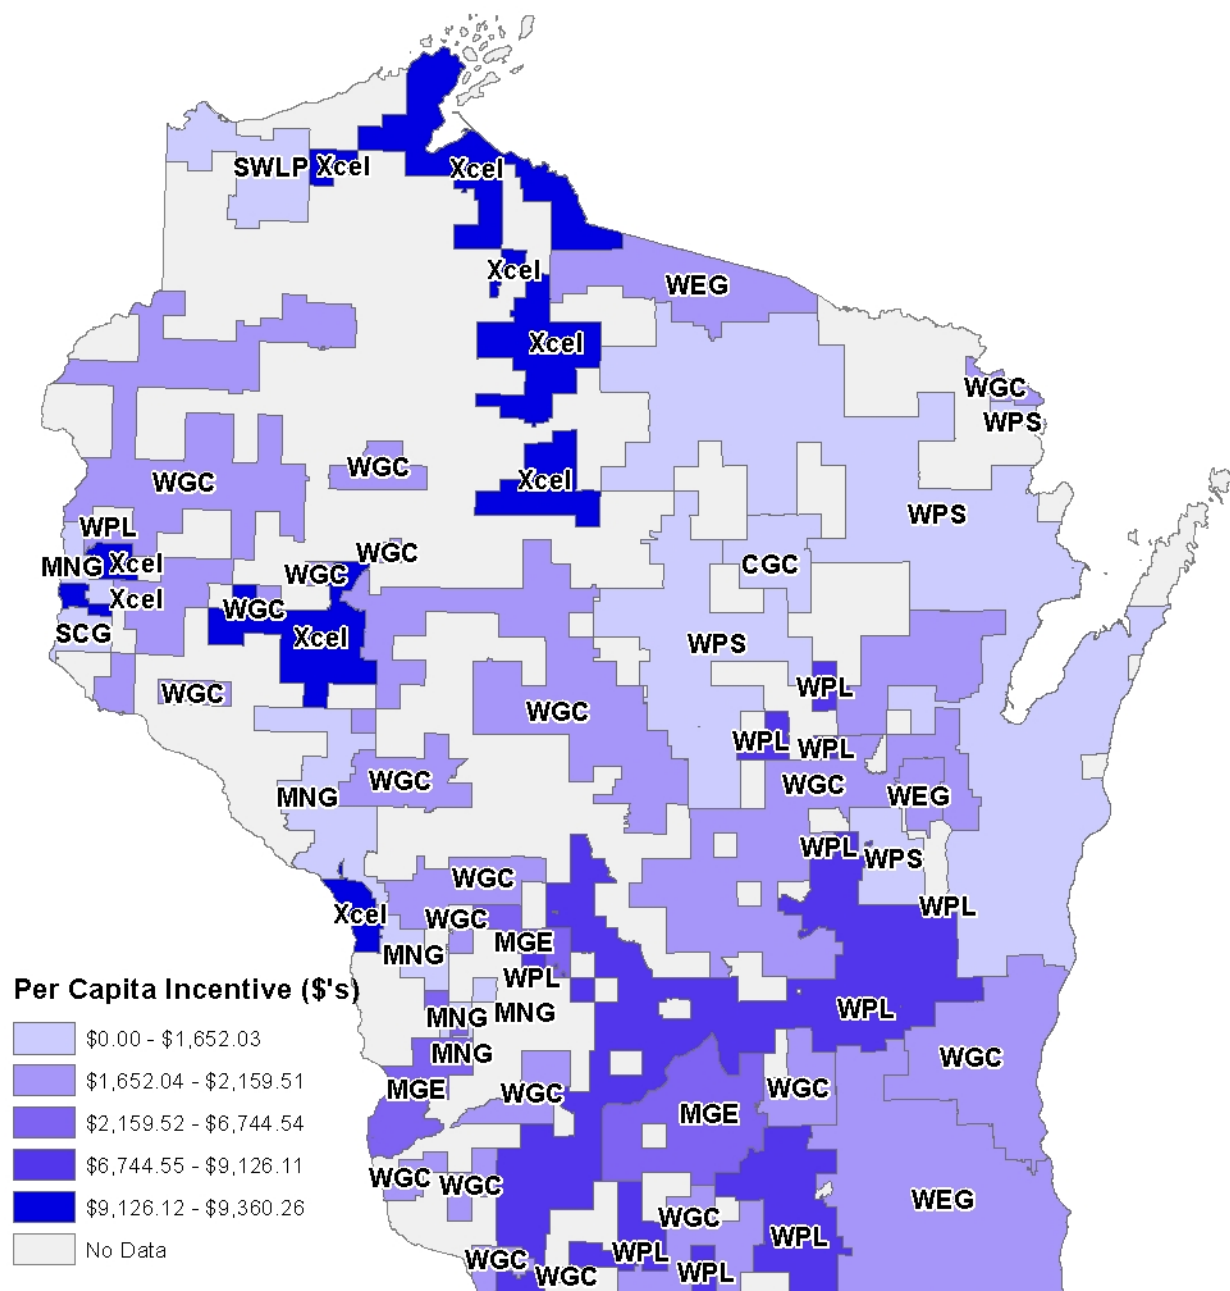 SWLP
Xcel
Xcel
Xcel
WEG
Xcel
WGC
WPS
WGC
WGC
Xcel
WPS
WPL
WGC
MNG
Xcel
CGC
WGC
Xcel
WGC
SCG
Xcel
WPS
WGC
WPL
WGC
WPL
WPL
WGC
WGC
MNG
WEG
WPL
WPS
WGC
WPL
Xcel
WGC
MGE
MNG
WPL
Per Capita Incentive ($'s)
$0.00 - $1,652.03
$1,652.04 - $2,159.51
$2,159.52 - $6,744.54
$6,744.55 - $9,126.11
$9,126.12 - $9,360.26
No Data
WPL
MNG
MNG
MNG
WGC
MGE
WGC
WGC
MGE
WGC
WGC
WEG
WGC
WPL
WPL
WGC
WGC
WPL